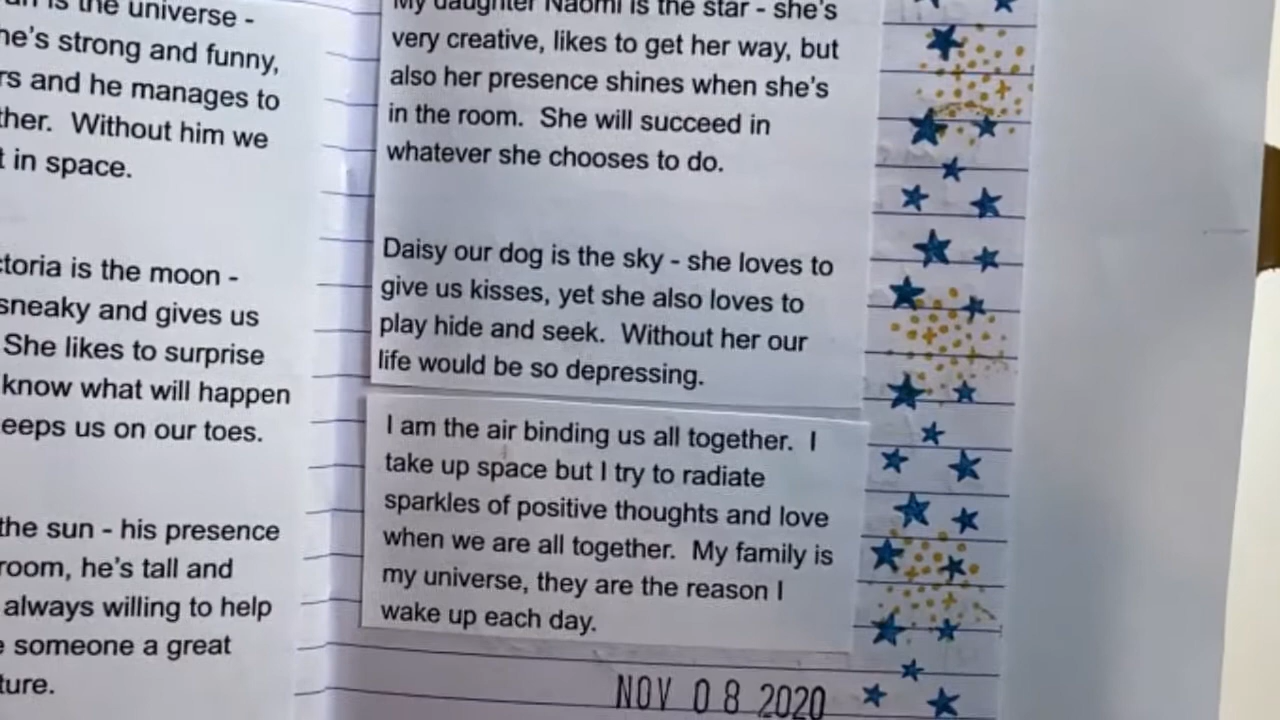 is the universe -
he's strong and funny,
and he manages to
Without him we
in space.
is the moon -
sneaky and gives us
She likes to surprise
know what will happen
us on our toes.
the sun - his presence
room, he's tall and
always willing to help
someone a great
My daughter Naomi is the star - she's
very creative, likes to get her way, but
also her presence shines when she's
in the room. She will succeed in
whatever she chooses to do.
Daisy our dog is the sky - she loves to
give us kisses, yet she also loves to
play hide and seek. Without her our
life would be so depressing.
I am the air binding us all together. I
take up space but I try to radiate
sparkles of positive thoughts and love
when we are all together. My family is
my universe, they are the reason I
wake up each day.
NOV 08 2020